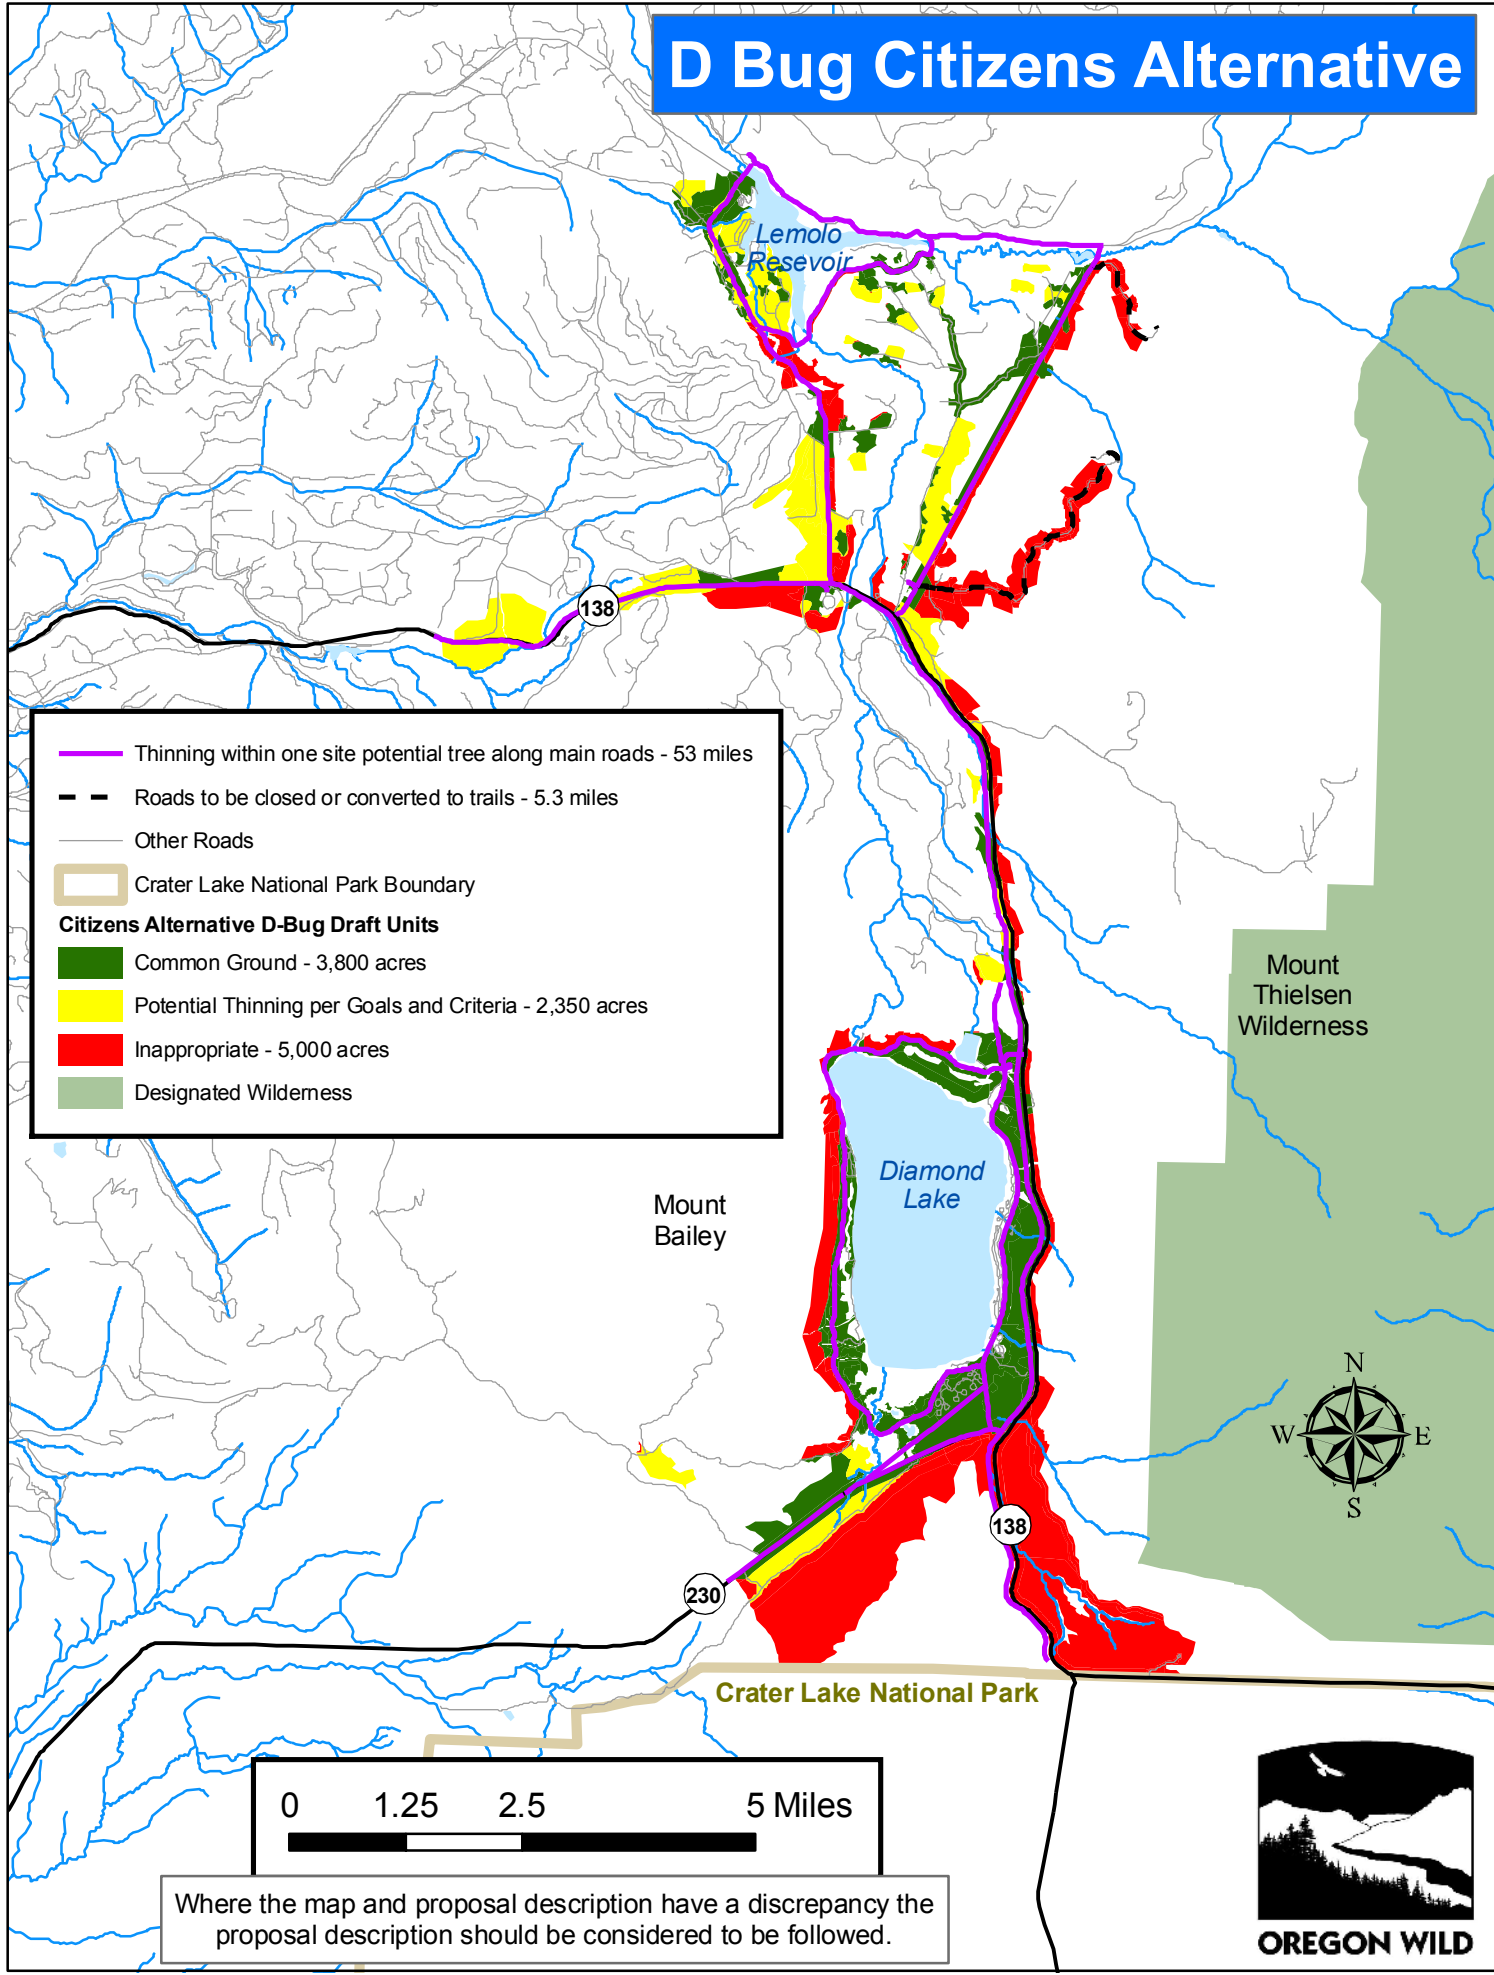 D Bug Citizens Alternative
Lemolo
Resevoir
138
Thinning within one site potential tree along main roads - 53 miles
Roads to be closed or converted to trails - 5.3 miles
Other Roads
Crater Lake National Park Boundary
Citizens Alternative D-Bug Draft Units
Common Ground - 3,800 acres
Potential Thinning per Goals and Criteria - 2,350 acres
Inappropriate - 5,000 acres
Designated Wilderness
Mount
Thielsen
Wilderness
Diamond
Lake
Mount
Bailey
N
W
E
S
138
230
Crater Lake National Park
0 1.25 2.5 5 Miles
Where the map and proposal description have a discrepancy the
proposal description should be considered to be followed.
OREGON WILD